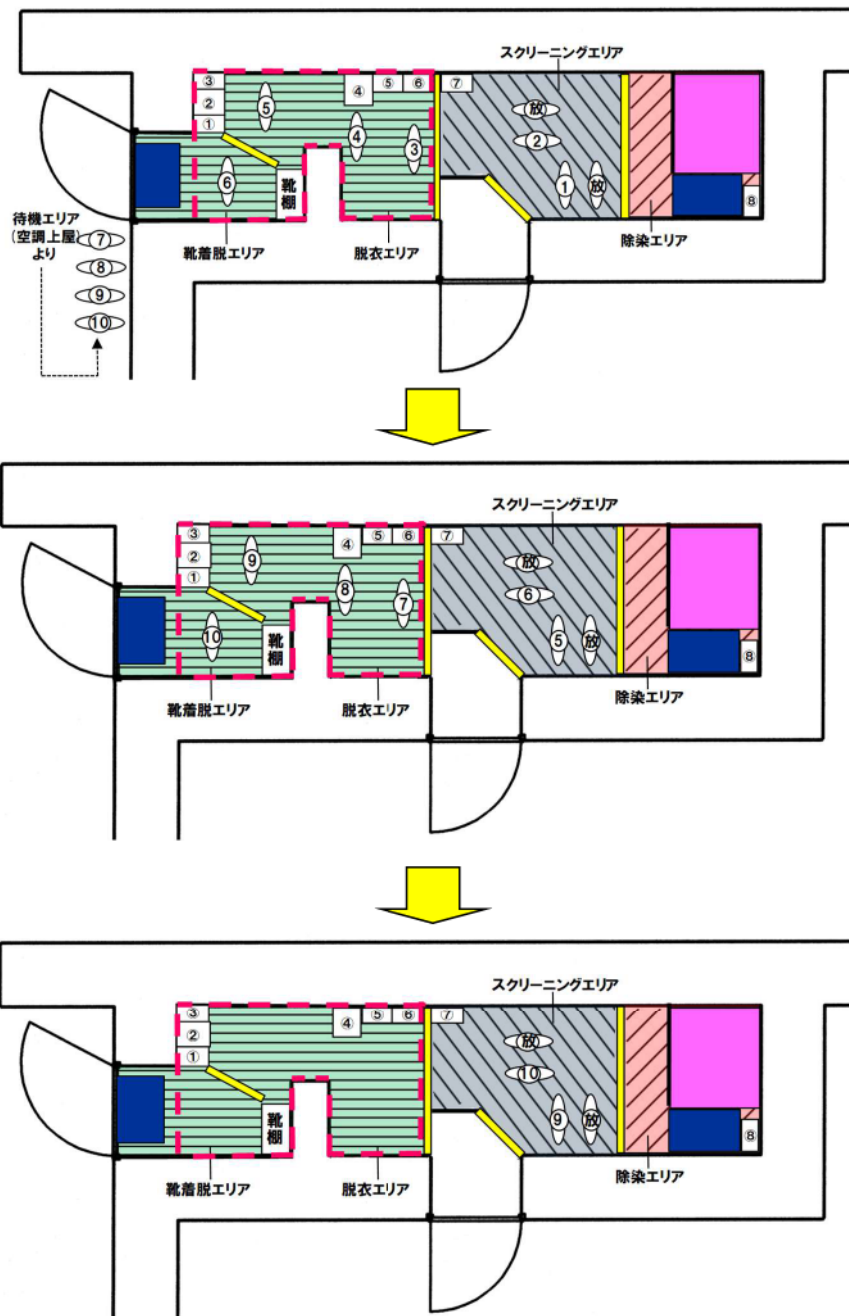 スクリーニングエリア
③
②
①
⑤
④
⑤
⑥
⑦
放
②
④
③
①
放
⑥
靴棚
⑧
待機エリア
(空調上屋)
より
⑦
⑧
⑨
⑩
靴着脱エリア
脱衣エリア
除染エリア
スクリーニングエリア
③
②
①
⑨
④
⑤
⑥
⑦
放
⑥
⑧
⑦
⑤
放
⑩
靴棚
⑧
靴着脱エリア
脱衣エリア
除染エリア
スクリーニングエリア
③
②
①
④
⑤
⑥
⑦
放
⑩
⑨
放
靴棚
⑧
靴着脱エリア
脱衣エリア
除染エリア